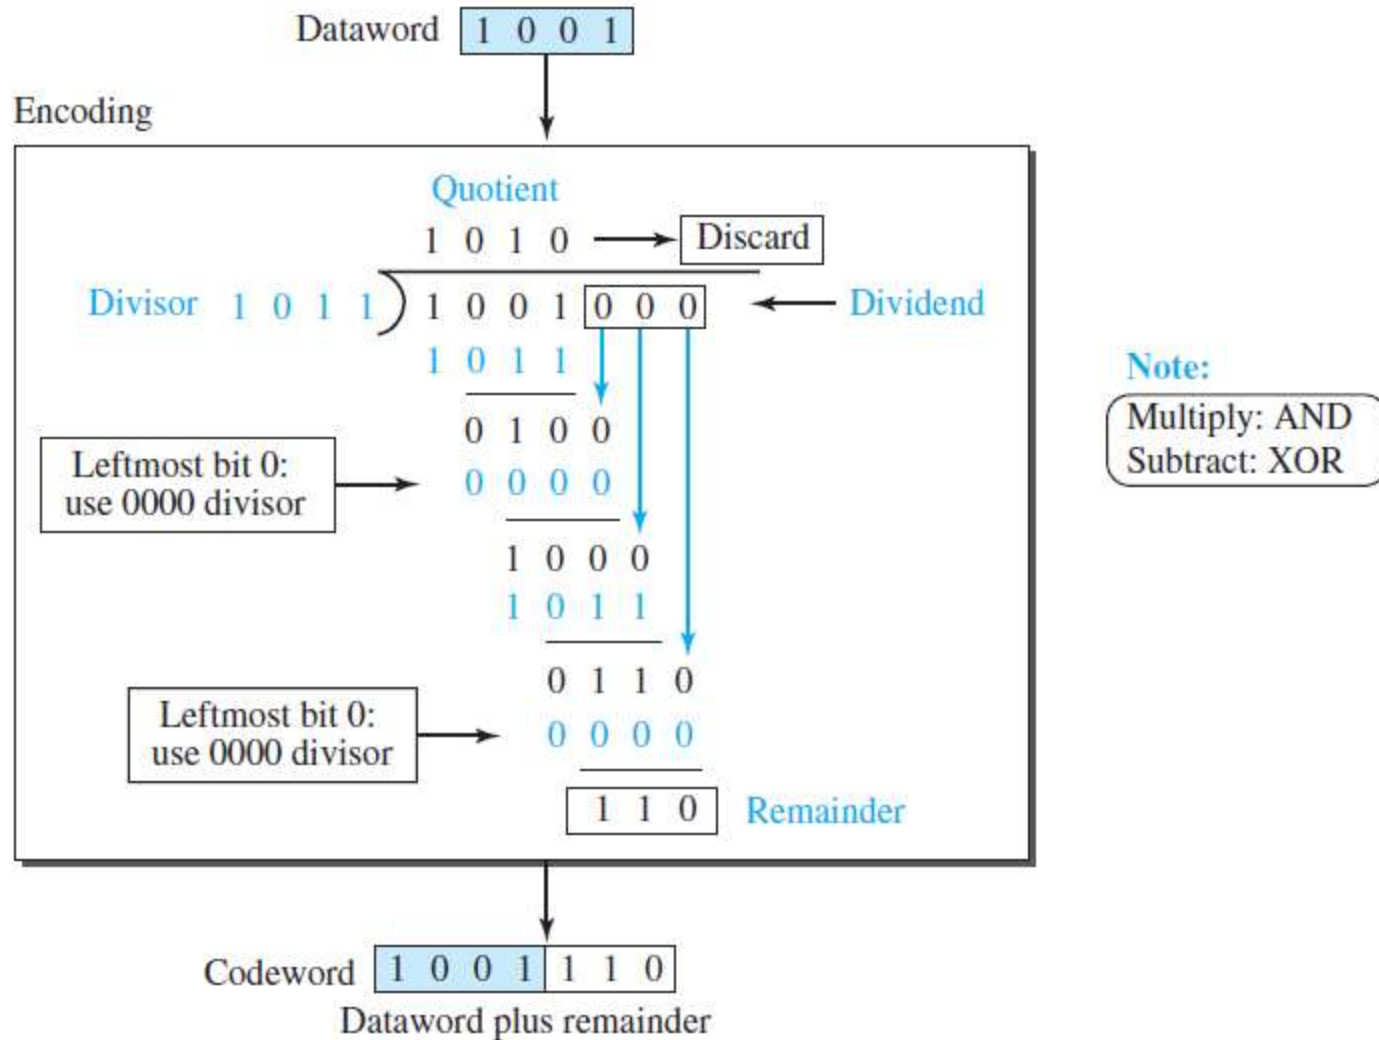 Dataword 1 0 0 1
Encoding
Quotient
1 0 1 0 Discard
Divisor 1 0 1 1 1 0 0 1 0 0 0 Dividend
1 0 1 1
Note:
0 1 0 0
Multiply: AND
Subtract: XOR
Leftmost bit 0:
use 0000 divisor
0 0 0 0
1 0 0 0
1 0 1 1
0 1 1 0
Leftmost bit 0:
use 0000 divisor
0 0 0 0
1 1 0 Remainder
Codeword 1 0 0 1 1 1 0
Dataword plus remainder